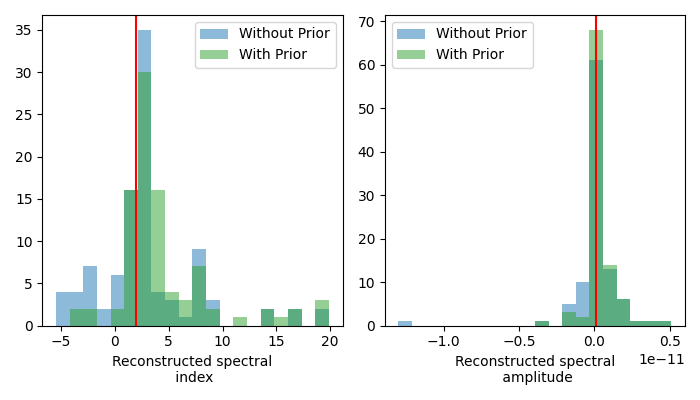 Without Prior
With Prior
35
30
25
20
15
10
5
0
−5
0
5
10
15
20
Reconstructed spectral
index
Without Prior
With Prior
70
60
50
40
30
20
10
0
−1.0
−0.5
0.0
0.5
1e−11
Reconstructed spectral
amplitude